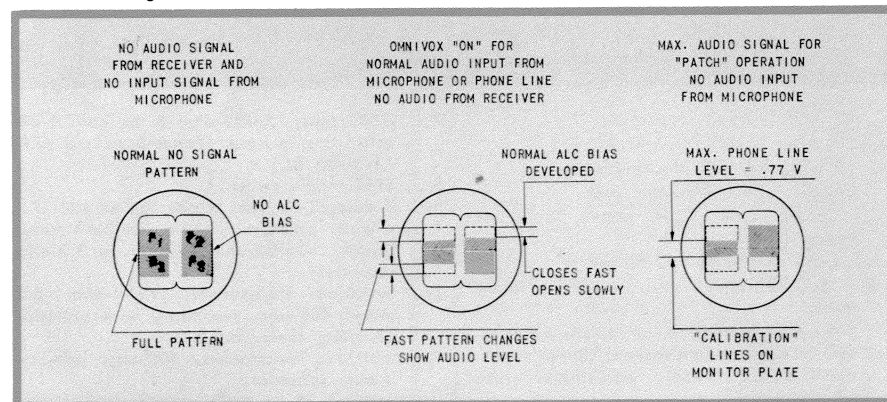 NO AUDIO SIGNAL
FROM RECEIVER AND
NO INPUT SIGNAL FROM
MICROPHONE
NORMAL NO SIGNAL
PATTERN
NO ALC
BIAS
FULL PATTERN
OMNIVOX "ON" FOR
NORMAL AUDIO INPUT FROM
MICROPHONE OR PHONE LINE
NO AUDIO FROM RECEIVER
NORMAL ALC BIAS
DEVELOPED
CLOSES FAST
OPENS SLOWLY
FAST PATTERN CHANGES
SHOW AUDIO LEVEL
MAX. AUDIO SIGNAL FOR
"PATCH" OPERATION
NO AUDIO INPUT
FROM MICROPHONE
MAX. PHONE LINE
LEVEL = .77 V
"CALIBRATION"
LINES ON
MONITOR PLATE